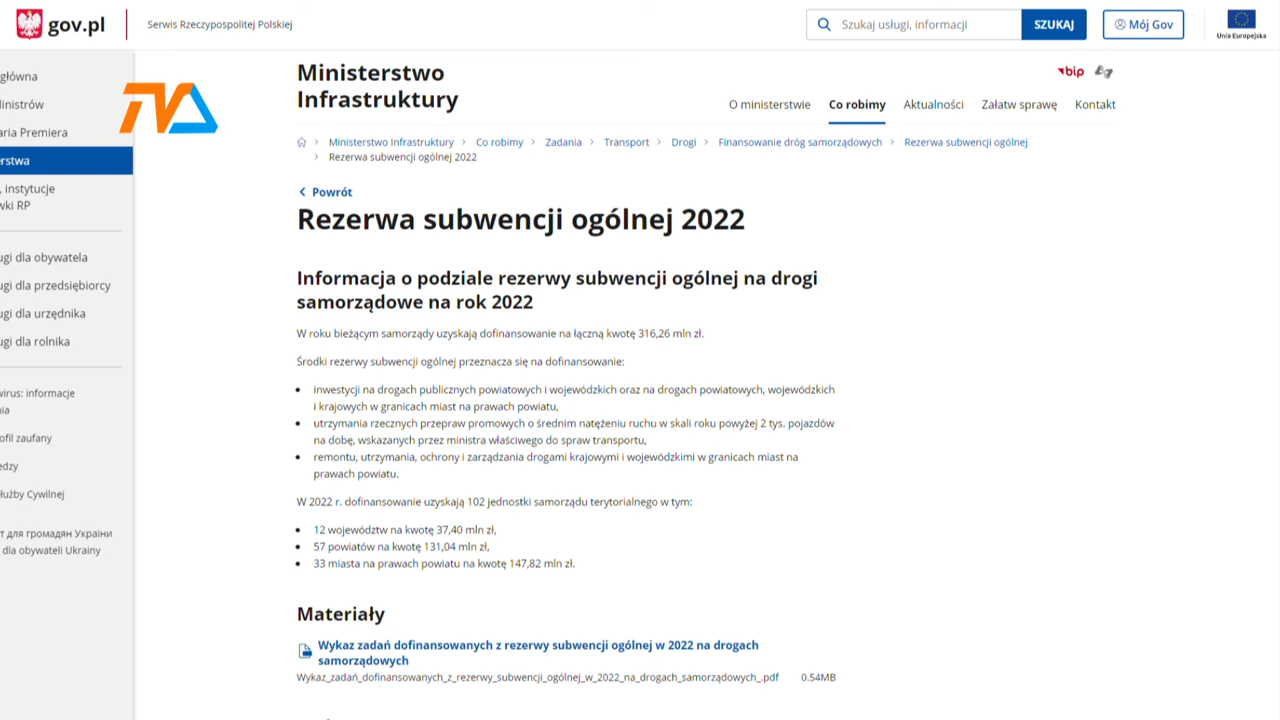 gov.pl
Serwis Rzeczypospolitej Polskiej
Szukaj usługi, informacji
SZUKAJ
Mój Gov
Unia Europejska
główna
TVA
aria Premiera
erstwa
, instytucje
wki RP
ugi dla obywatela
ugi dla przedsiębiorcy
ugi dla urzędnika
ugi dla rolnika
wirus: informacje
nia
ofil zaufany
edzy
łużby Cywilnej
т для громадян України
dla obywateli Ukrainy
Ministerstwo
Infrastruktury
bip
O ministerstwie
Co robimy
Aktualności
Załatw sprawę
Kontakt
Ministerstwo Infrastruktury > Co robimy > Zadania > Transport > Drogi > Finansowanie dróg samorządowych > Rezerwa subwencji ogólnej
> Rezerwa subwencji ogólnej 2022
Powrót
Rezerwa subwencji ogólnej 2022
Informacja o podziale rezerwy subwencji ogólnej na drogi
samorządowe na rok 2022
W roku bieżącym samorządy uzyskają dofinansowanie na łączną kwotę 316,26 mln zł.
Środki rezerwy subwencji ogólnej przeznacza się na dofinansowanie:
inwestycji na drogach publicznych powiatowych i wojewódzkich oraz na drogach powiatowych, wojewódzkich
i krajowych w granicach miast na prawach powiatu,
utrzymania rzecznych przepraw promowych o średnim natężeniu ruchu w skali roku powyżej 2 tys. pojazdów
na dobę, wskazanych przez ministra właściwego do spraw transportu,
remontu, utrzymania, ochrony i zarządzania drogami krajowymi i wojewódzkimi w granicach miast na
prawach powiatu.
W 2022 r. dofinansowanie uzyskają 102 jednostki samorządu terytorialnego w tym:
12 województw na kwotę 37,40 mln zł,
57 powiatów na kwotę 131,04 mln zł,
33 miasta na prawach powiatu na kwotę 147,82 mln zł.
Materiały
Wykaz zadań dofinansowanych z rezerwy subwencji ogólnej w 2022 na drogach
samorządowych
Wykaz_zadań_dofinansowanych_z_rezerwy_subwencji_ogólnej_w_2022_na_drogach_samorządowych_.pdf 0.54MB